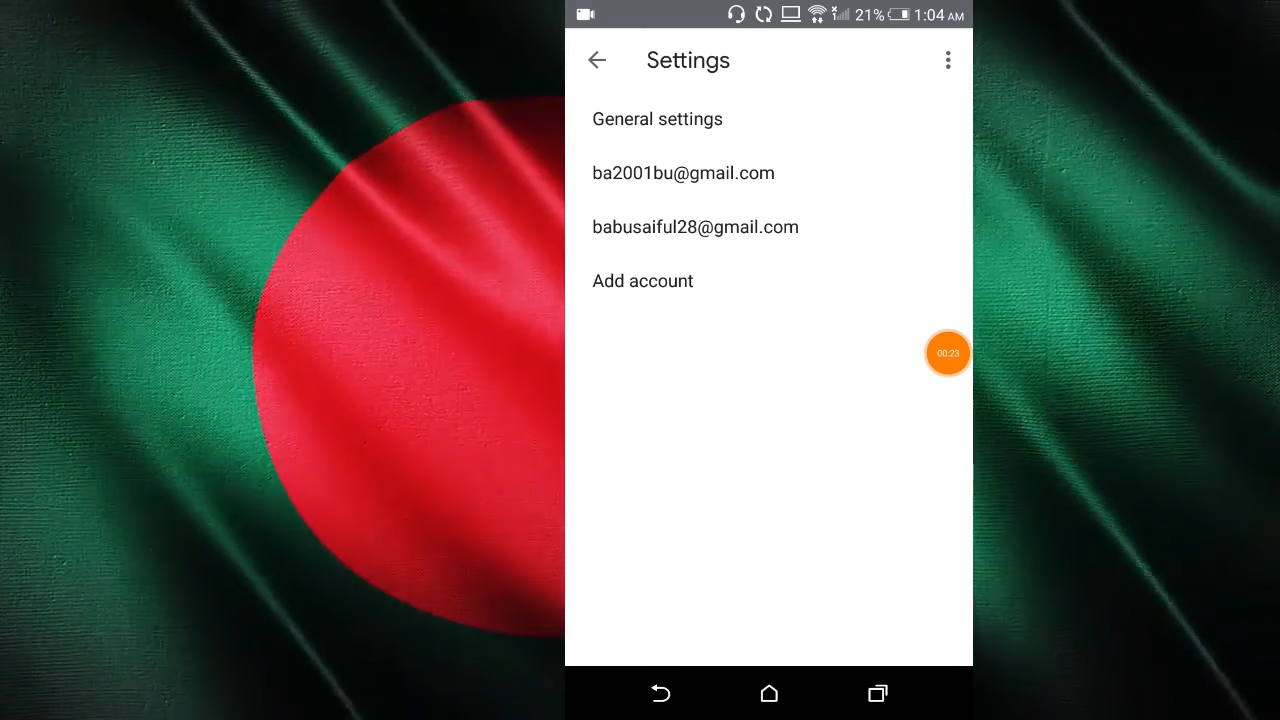 21% 1:04 AM
Settings
General settings
ba2001bu@gmail.com
babusaiful28@gmail.com
Add account
00:23